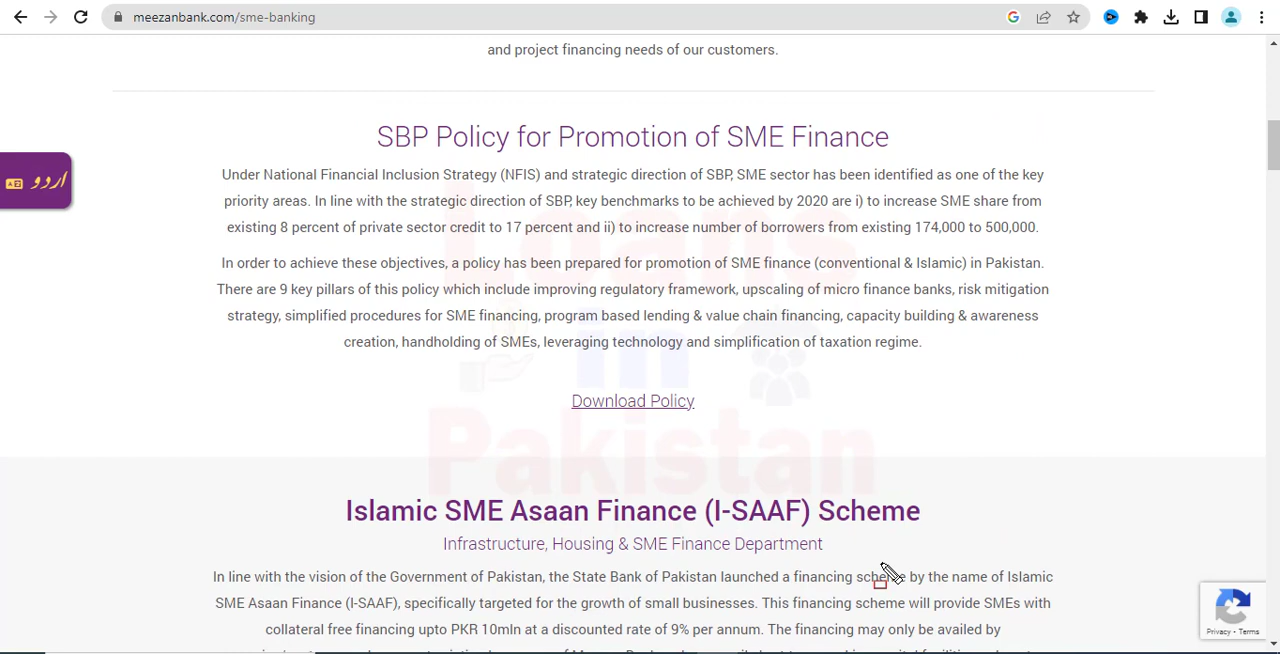 meezanbank.com/sme-banking
and project financing needs of our customers.
SBP Policy for Promotion of SME Finance
اردو
Under National Financial Inclusion Strategy (NFIS) and strategic direction of SBP, SME sector has been identified as one of the key
priority areas. In line with the strategic direction of SBP, key benchmarks to be achieved by 2020 are i) to increase SME share from
existing 8 percent of private sector credit to 17 percent and ii) to increase number of borrowers from existing 174,000 to 500,000.
In order to achieve these objectives, a policy has been prepared for promotion of SME finance (conventional & Islamic) in Pakistan.
There are 9 key pillars of this policy which include improving regulatory framework, upscaling of micro finance banks, risk mitigation
strategy, simplified procedures for SME financing, program based lending & value chain financing, capacity building & awareness
creation, handholding of SMEs, leveraging technology and simplification of taxation regime.
Loans
in
Pakistan
Download Policy
Islamic SME Asaan Finance (I-SAAF) Scheme
Infrastructure, Housing & SME Finance Department
In line with the vision of the Government of Pakistan, the State Bank of Pakistan launched a financing scheme by the name of Islamic
SME Asaan Finance (I-SAAF), specifically targeted for the growth of small businesses. This financing scheme will provide SMEs with
collateral free financing upto PKR 10mln at a discounted rate of 9% per annum. The financing may only be availed by
Privacy - Terms